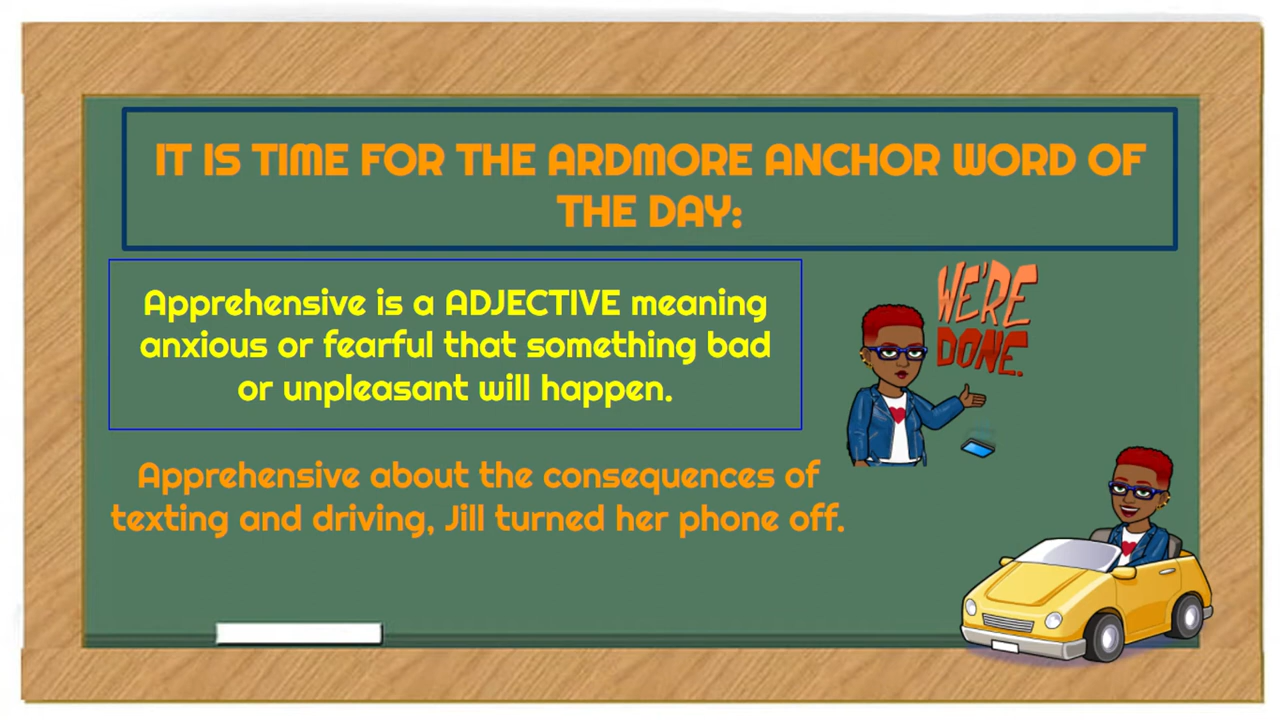 IT IS TIME FOR THE ARDMORE ANCHOR WORD OF
THE DAY:
Apprehensive is a ADJECTIVE meaning
anxious or fearful that something bad
or unpleasant will happen.
WE'RE
DONE.
Apprehensive about the consequences of
texting and driving, Jill turned her phone off.